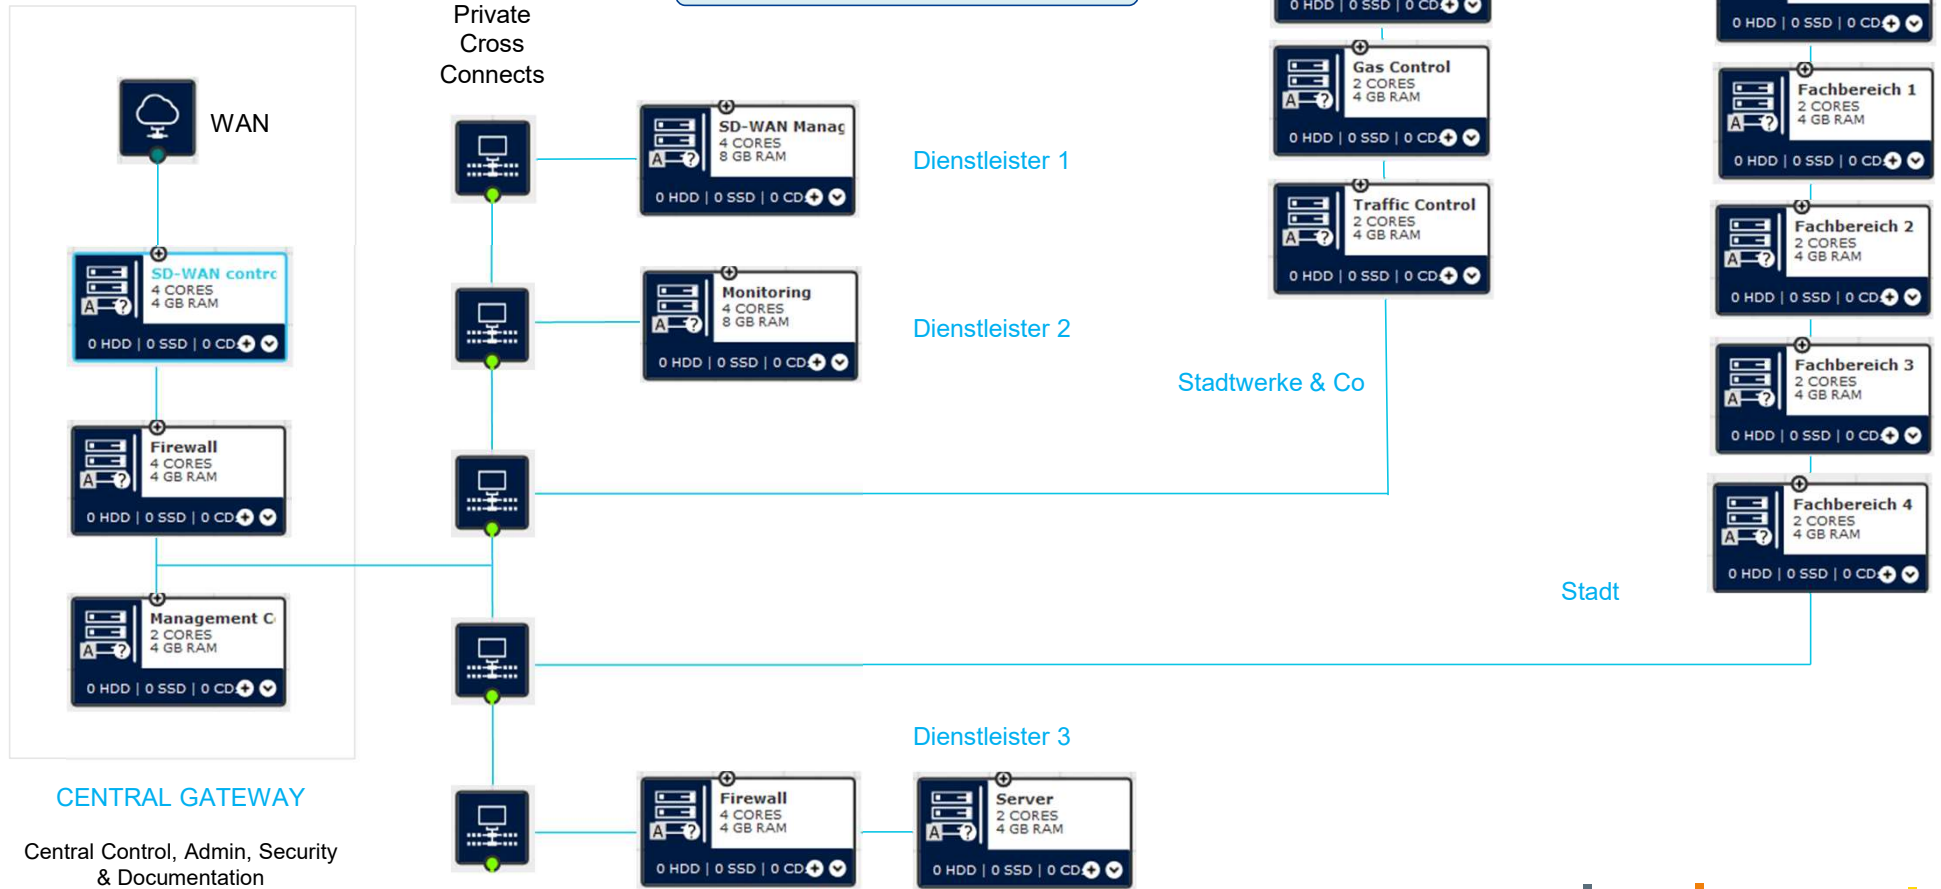 WAN
SD-WAN contrc
4 CORES
4 GB RAM
0 HDD | 0 SSD | 0 CD
Firewall
4 CORES
4 GB RAM
0 HDD | 0 SSD | 0 CD
Management C
2 CORES
4 GB RAM
0 HDD | 0 SSD | 0 CD
CENTRAL GATEWAY
Central Control, Admin, Security
& Documentation
Private
Cross
Connects
SD-WAN Manag
4 CORES
8 GB RAM
0 HDD | 0 SSD | 0 CD
Dienstleister 1
Monitoring
4 CORES
8 GB RAM
0 HDD | 0 SSD | 0 CD
Dienstleister 2
Dienstleister 3
Firewall
4 CORES
4 GB RAM
0 HDD | 0 SSD | 0 CD
Server
2 CORES
4 GB RAM
0 HDD | 0 SSD | 0 CD
0 HDD | 0 SSD | 0 CD
Gas Control
2 CORES
4 GB RAM
0 HDD | 0 SSD | 0 CD
Traffic Control
2 CORES
4 GB RAM
0 HDD | 0 SSD | 0 CD
Stadtwerke & Co
0 HDD | 0 SSD | 0 CD
Fachbereich 1
2 CORES
4 GB RAM
0 HDD | 0 SSD | 0 CD
Fachbereich 2
2 CORES
4 GB RAM
0 HDD | 0 SSD | 0 CD
Fachbereich 3
2 CORES
4 GB RAM
0 HDD | 0 SSD | 0 CD
Fachbereich 4
2 CORES
4 GB RAM
0 HDD | 0 SSD | 0 CD
Stadt